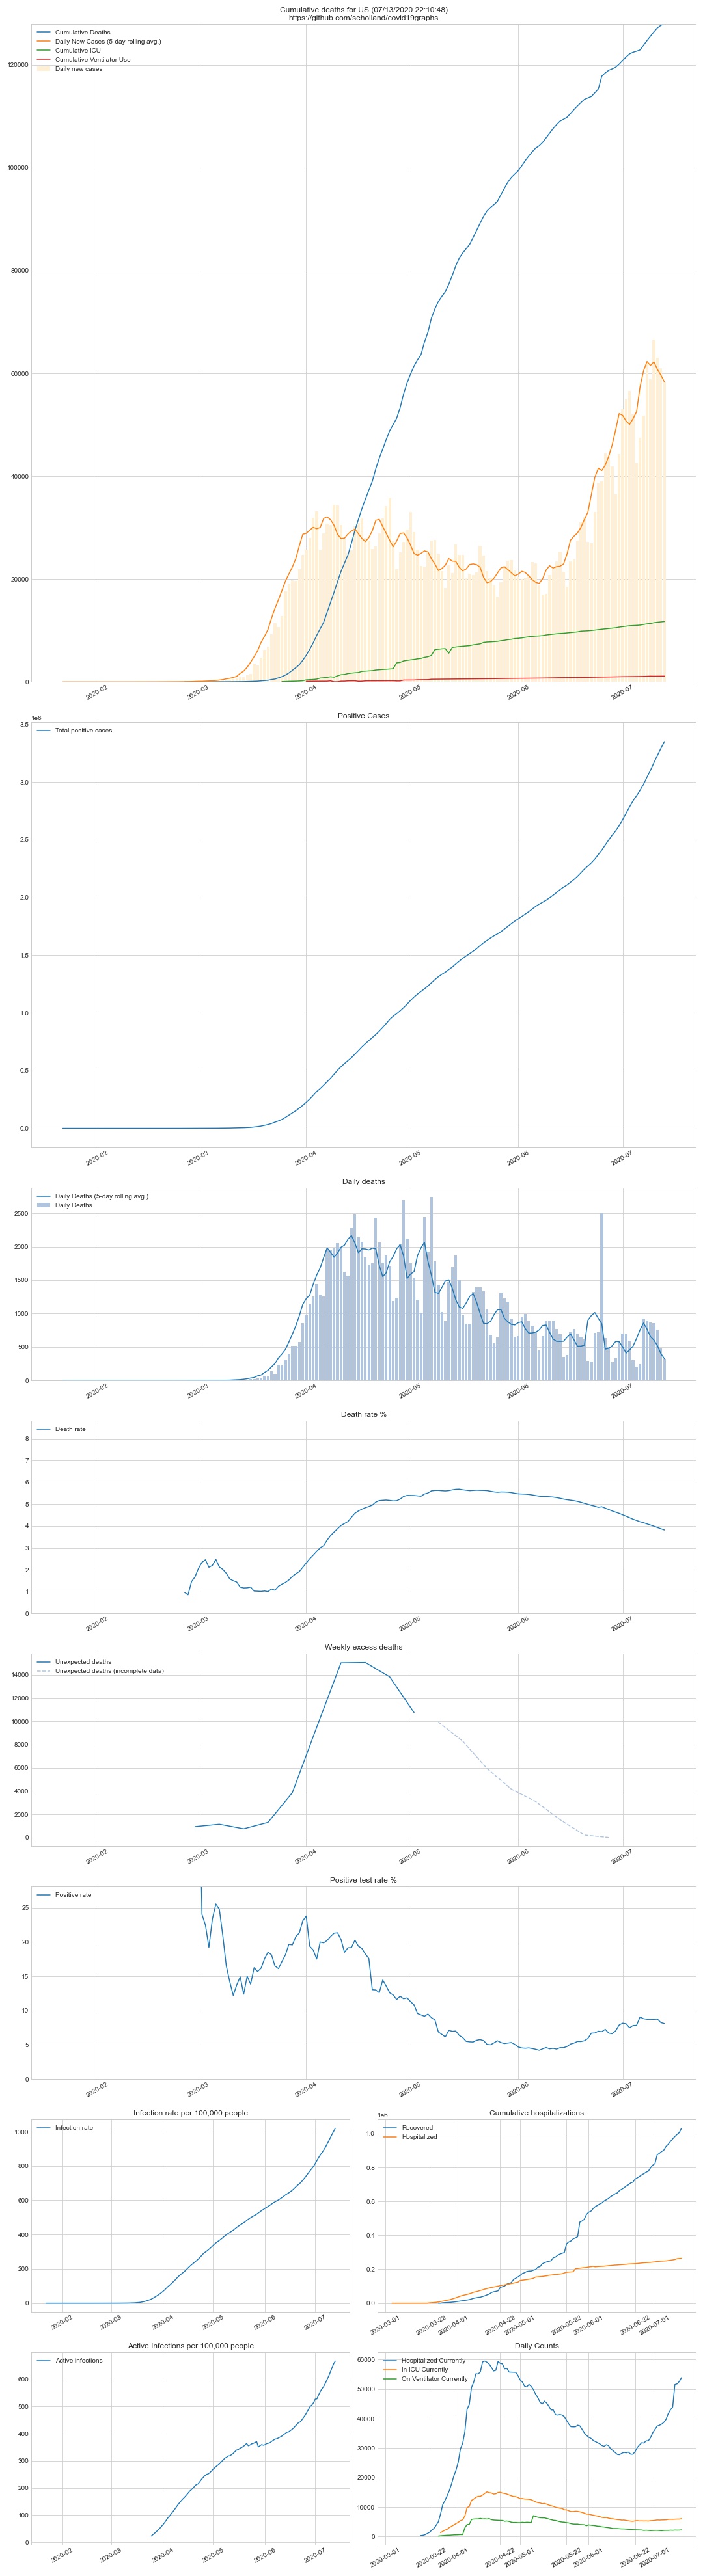 Cumulative deaths for US (07/13/2020 22:10:48)
https://github.com/seholland/covid19graphs
Cumulative Deaths
Daily New Cases (5-day rolling avg.)
Cumulative ICU
Cumulative Ventilator Use
Daily new cases
120000
100000
80000
60000
40000
20000
0
2020-02 2020-03 2020-04 2020-05 2020-06 2020-07
Positive Cases
1e6
Total positive cases
3.5
3.0
2.5
2.0
1.5
1.0
0.5
0.0
2020-02 2020-03 2020-04 2020-05 2020-06 2020-07
Daily deaths
Daily Deaths (5-day rolling avg.)
Daily Deaths
2500
2000
1500
1000
500
0
2020-02 2020-03 2020-04 2020-05 2020-06 2020-07
Death rate %
Death rate
8
7
6
5
4
3
2
1
0
2020-02 2020-03 2020-04 2020-05 2020-06 2020-07
Weekly excess deaths
Unexpected deaths
Unexpected deaths (incomplete data)
14000
12000
10000
8000
6000
4000
2000
0
2020-02 2020-03 2020-04 2020-05 2020-06 2020-07
Positive test rate %
Positive rate
25
20
15
10
5
0
2020-02 2020-03 2020-04 2020-05 2020-06 2020-07
Infection rate per 100,000 people
Infection rate
1000
800
600
400
200
0
2020-02 2020-03 2020-04 2020-05 2020-06 2020-07
Cumulative hospitalizations
1e6
Recovered
Hospitalized
1.0
0.8
0.6
0.4
0.2
0.0
2020-03-01 2020-03-22 2020-04-01 2020-04-22 2020-05-01 2020-05-22 2020-06-01 2020-06-22 2020-07-01
Active Infections per 100,000 people
Active infections
600
500
400
300
200
100
0
2020-02 2020-03 2020-04 2020-05 2020-06 2020-07
Daily Counts
Hospitalized Currently
In ICU Currently
On Ventilator Currently
60000
50000
40000
30000
20000
10000
0
2020-03-01 2020-03-22 2020-04-01 2020-04-22 2020-05-01 2020-05-22 2020-06-01 2020-06-22 2020-07-01